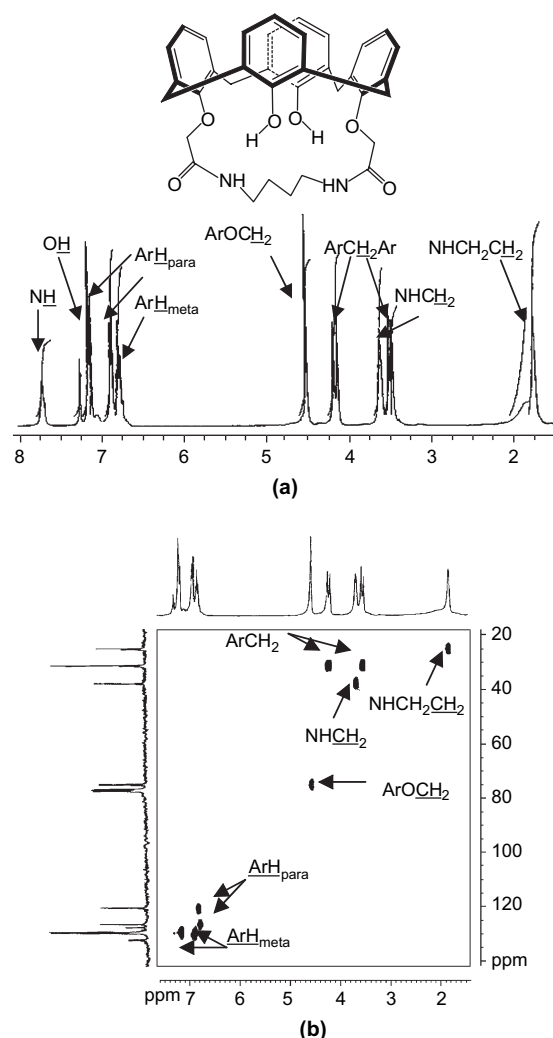 O
H
O
H
O
O
O
NH
NH
O
ArOCH2
ArCH2Ar
NHCH2CH2
OH
ArHpara
NHCH2
NH
ArHmeta
8 7 6 5 4 3 2
(a)
20
ArCH2
40
NHCH2CH2
NHCH2
60
80
ArOCH2
100
ArHpara
120
ArHmeta
ppm
ppm 7 6 5 4 3 2
(b)